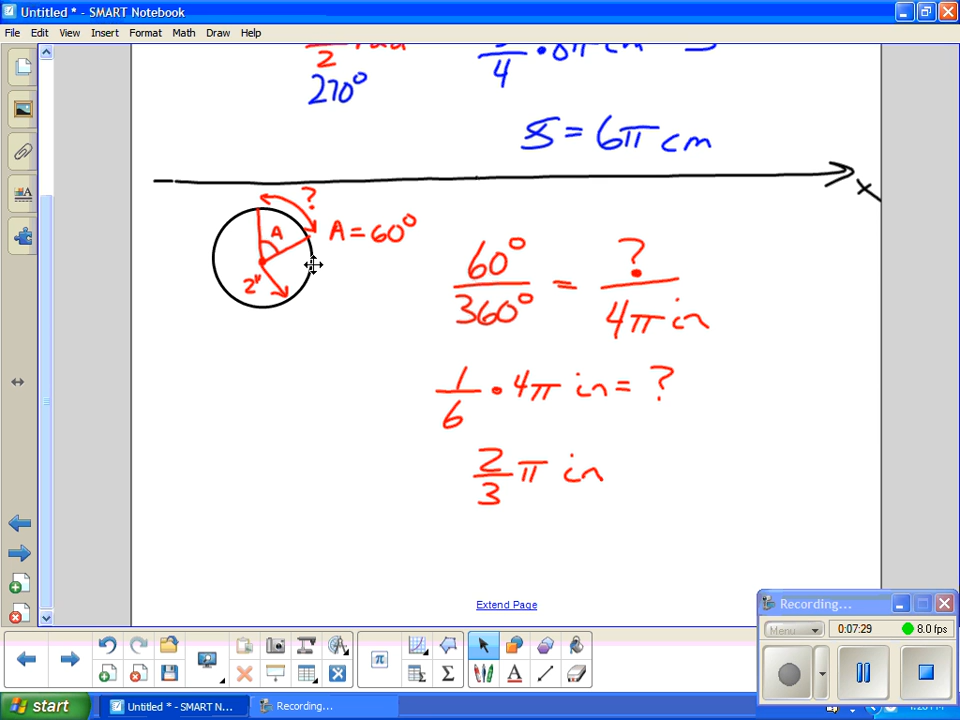 Untitled * - SMART Notebook
File Edit View Insert Format Math Draw Help
2
4
270°
S = 6π cm
x
?
A
A = 60°
2"
60° / 360° = ? / 4π in
1/6 • 4π in = ?
2/3 π in
Extend Page
Recording...
Menu
0:07:29
8.0 fps
start
Untitled * - SMART N...
Recording...